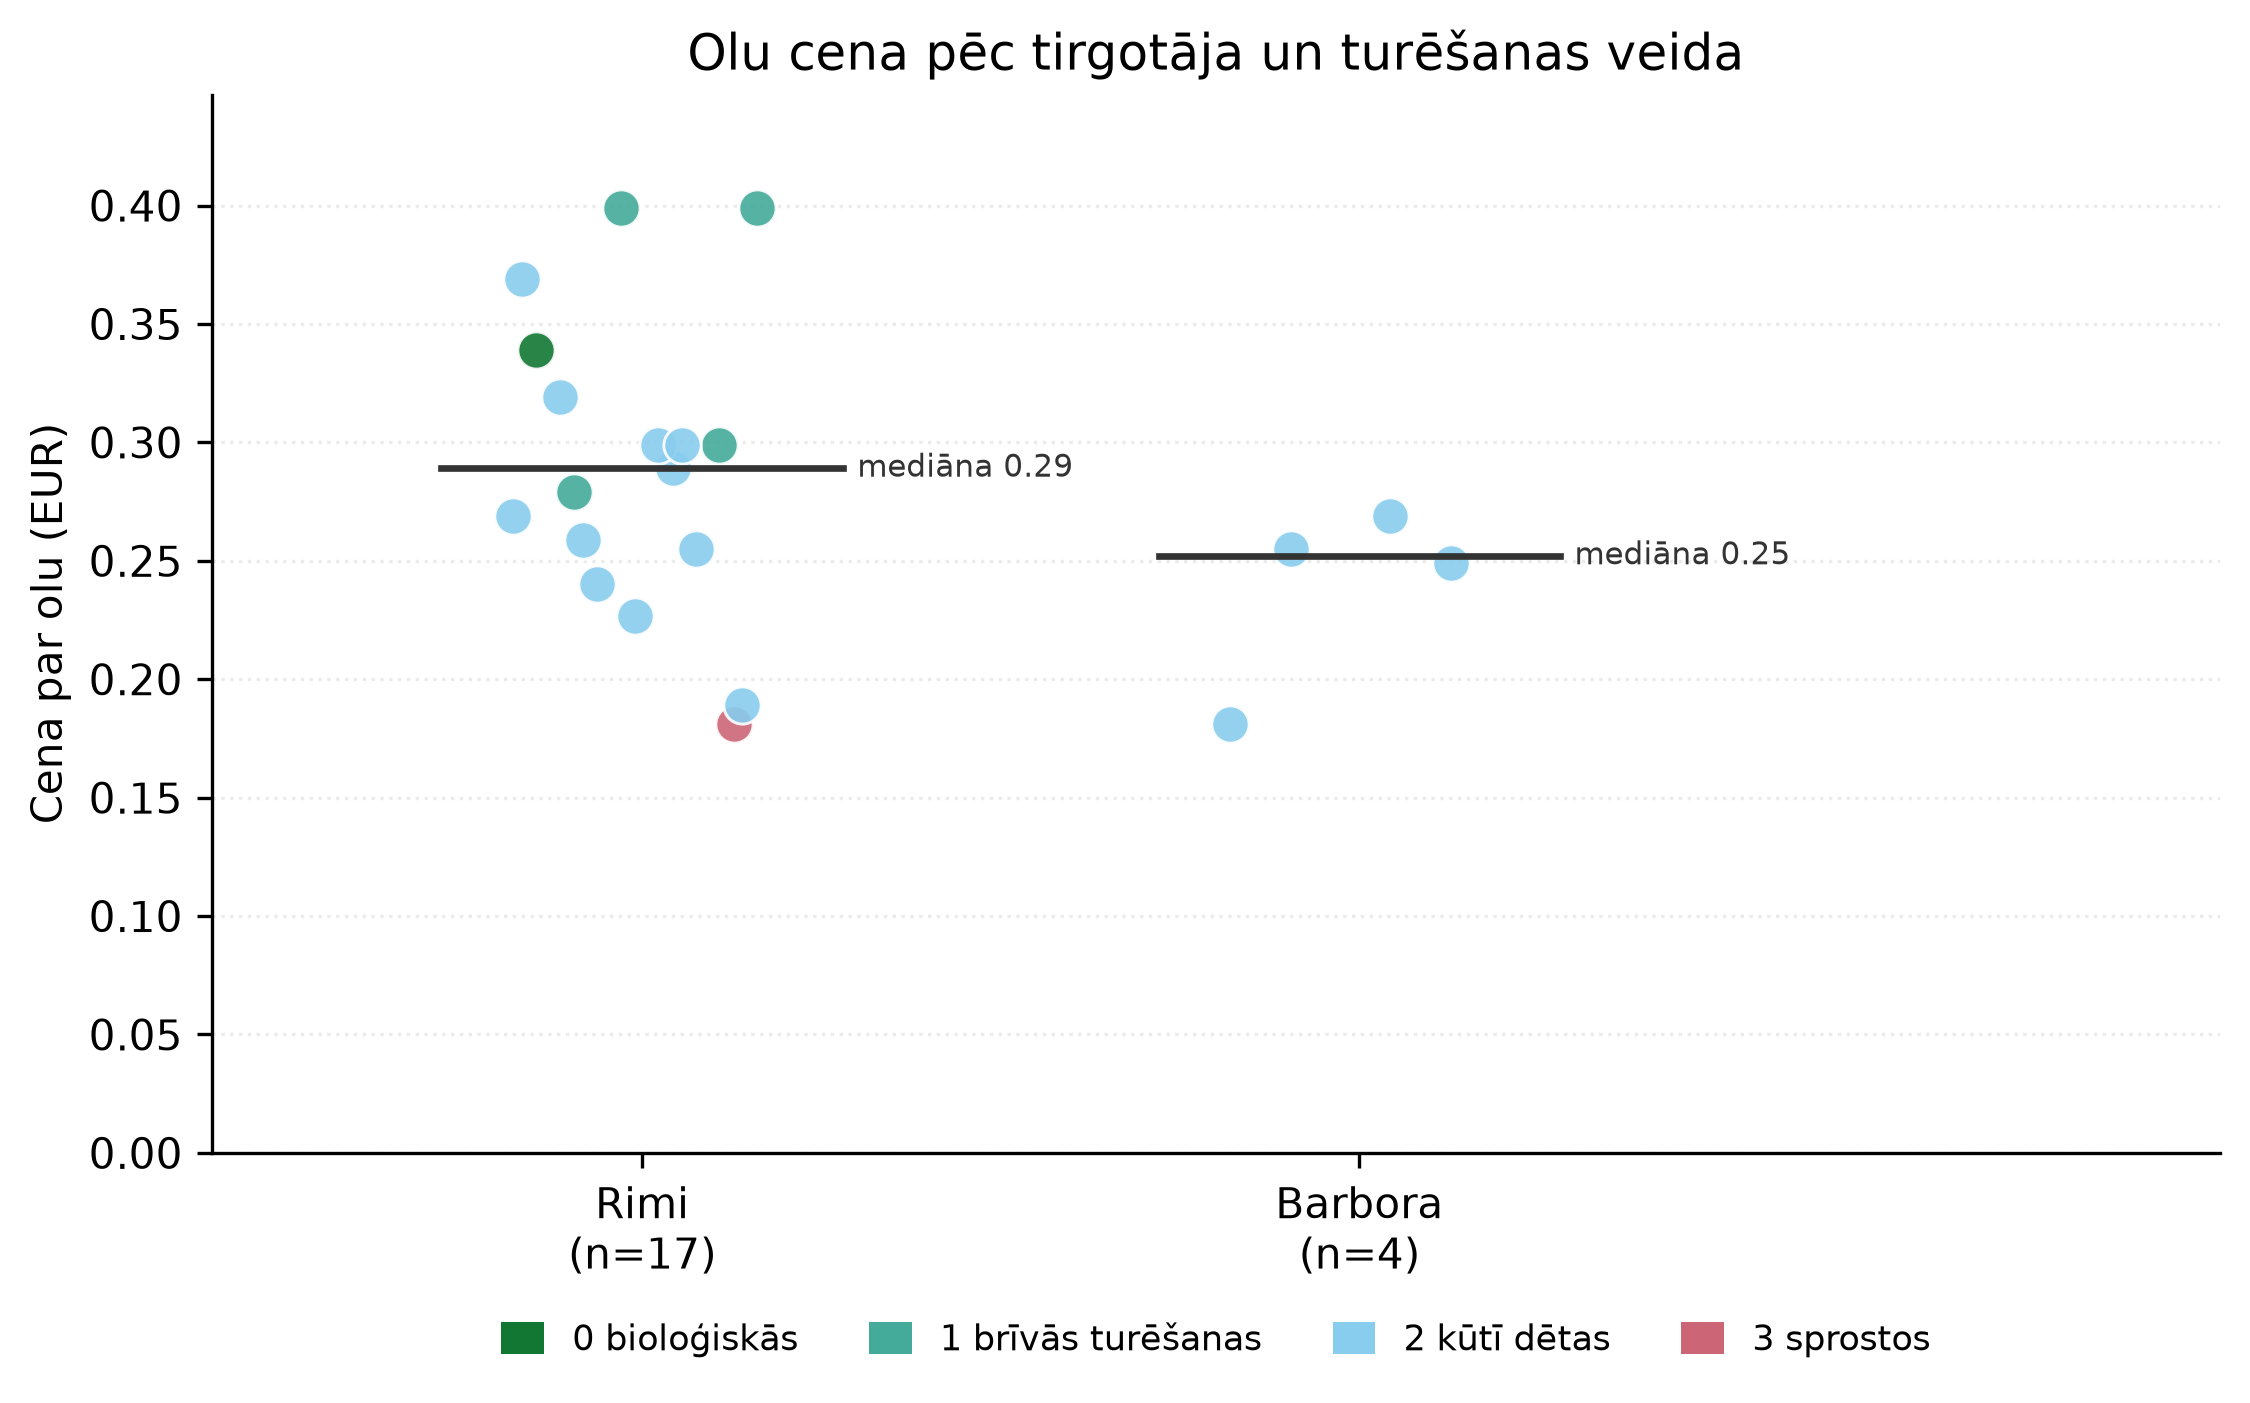 Olu cena pēc tirgotāja un turēšanas veida
Cena par olu (EUR)
0.40
0.35
0.30
0.25
0.20
0.15
0.10
0.05
0.00
mediāna 0.29
mediāna 0.25
Rimi
(n=17)
Barbora
(n=4)
0 bioloģiskās
1 brīvās turēšanas
2 kūtī dētas
3 sprostos